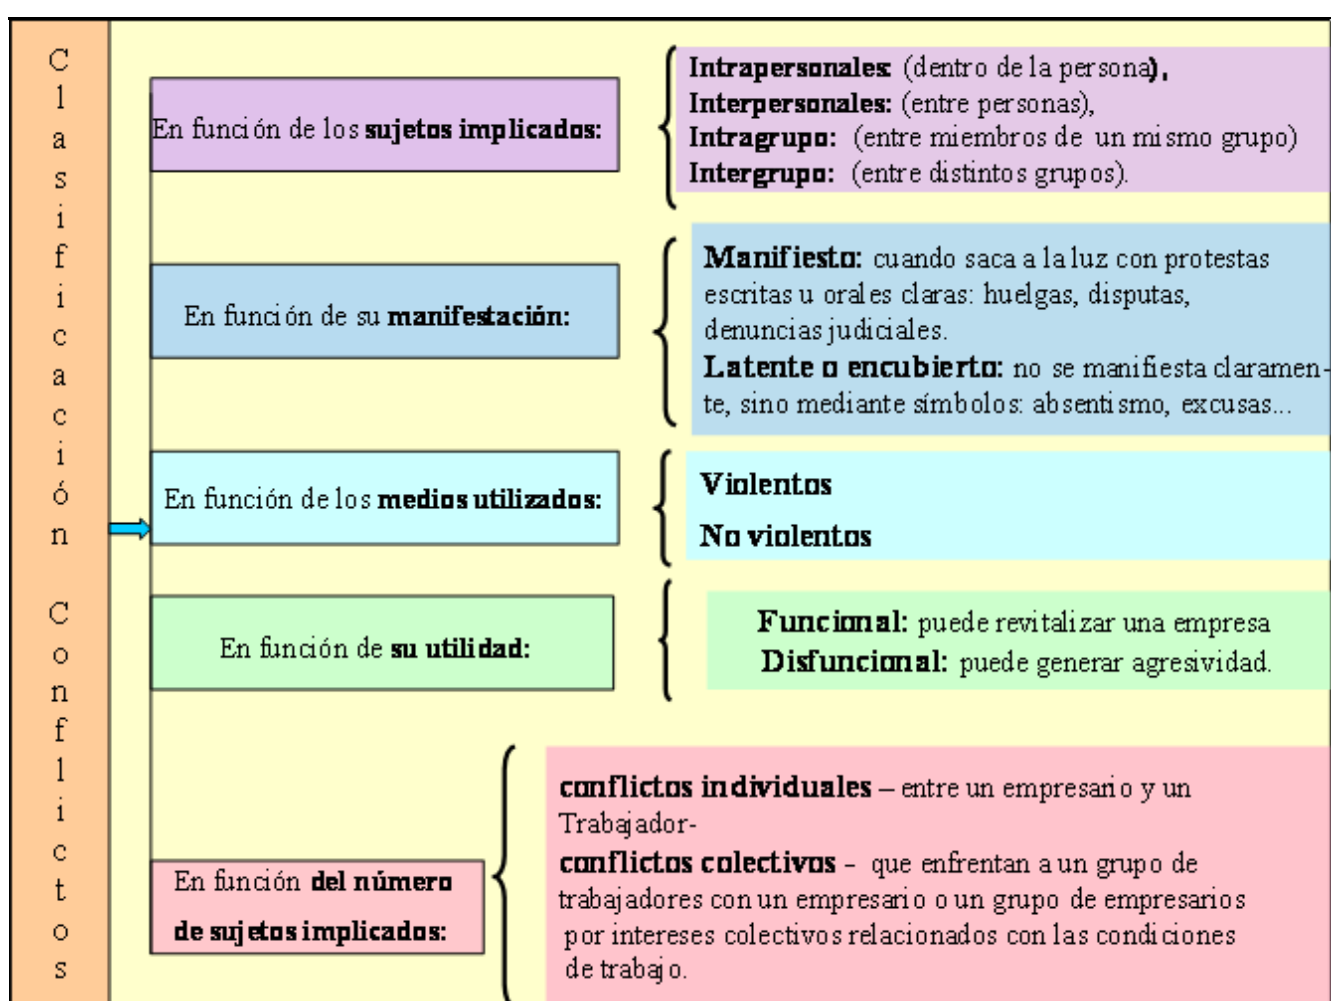 Clasificación Conflictos
En función de los sujetos implicados:
Intrapersonales: (dentro de la persona),
Interpersonales: (entre personas),
Intragrupo: (entre miembros de un mismo grupo)
Intergrupo: (entre distintos grupos).
En función de su manifestación:
Manifiesto: cuando saca a la luz con protestas
escritas u orales claras: huelgas, disputas,
denuncias judiciales.
Latente o encubierto: no se manifiesta claramen-
te, sino mediante símbolos: absentismo, excusas...
En función de los medios utilizados:
Violentos
No violentos
En función de su utilidad:
Funcional: puede revitalizar una empresa
Disfuncional: puede generar agresividad.
En función del número
de sujetos implicados:
conflictos individuales – entre un empresario y un
Trabajador-
conflictos colectivos - que enfrentan a un grupo de
trabajadores con un empresario o un grupo de empresarios
por intereses colectivos relacionados con las condiciones
de trabajo.